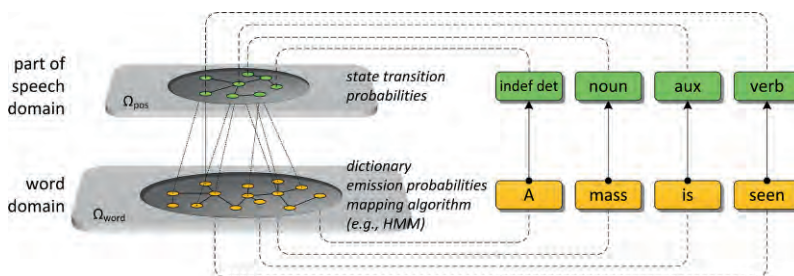 part of
speech
domain
Ωpos
state transition
probabilities
indef det
noun
aux
verb
word
domain
Ωword
dictionary
emission probabilities
mapping algorithm
(e.g., HMM)
A
mass
is
seen